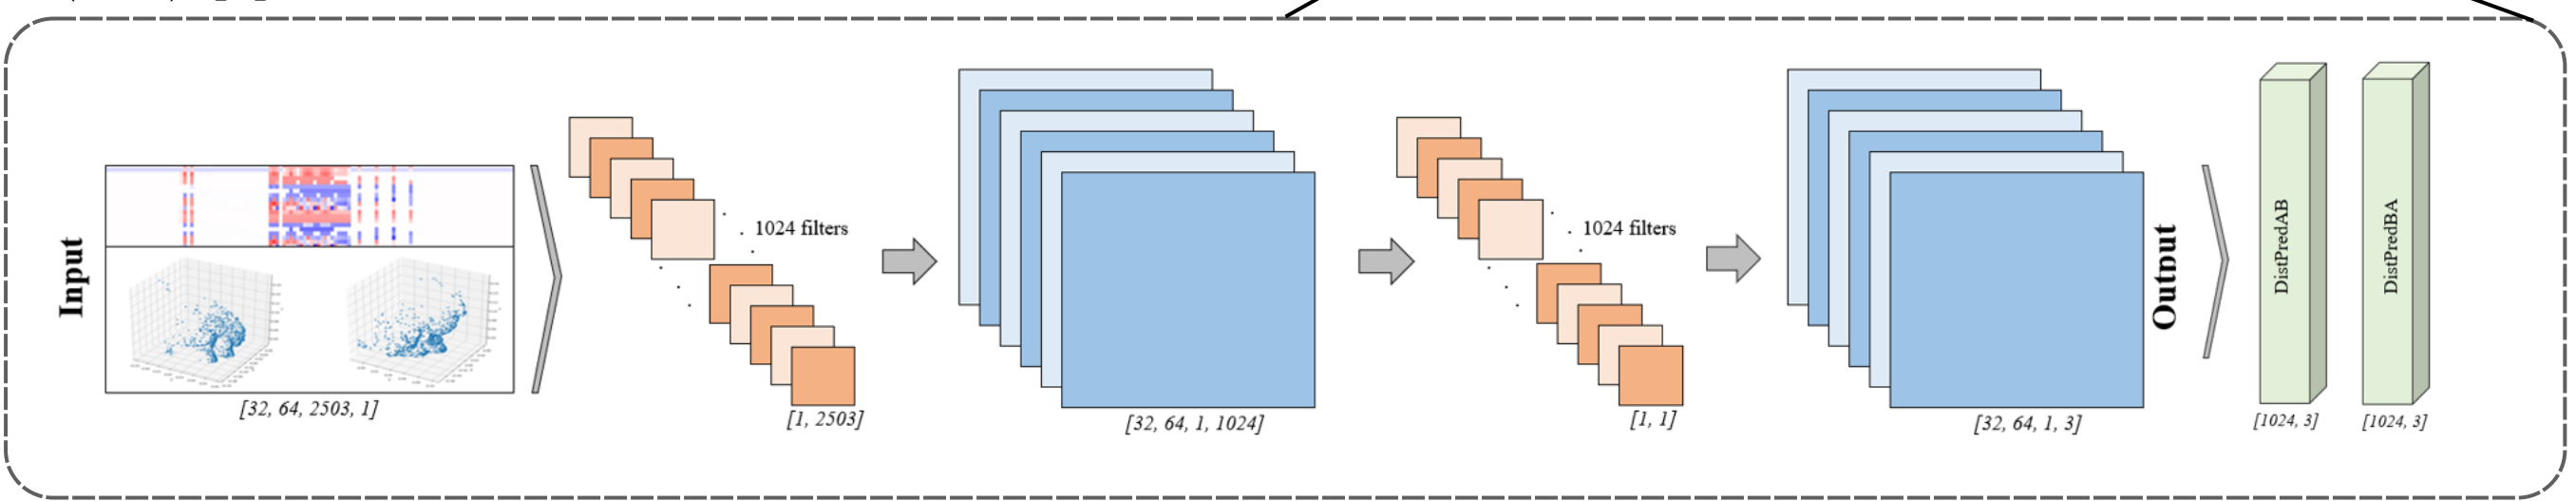 Input
[32, 64, 2503, 1]
1024 filters
[1, 2503]
[32, 64, 1, 1024]
1024 filters
[1, 1]
[32, 64, 1, 3]
Output
DistPredAB
[1024, 3]
DistPredBA
[1024, 3]